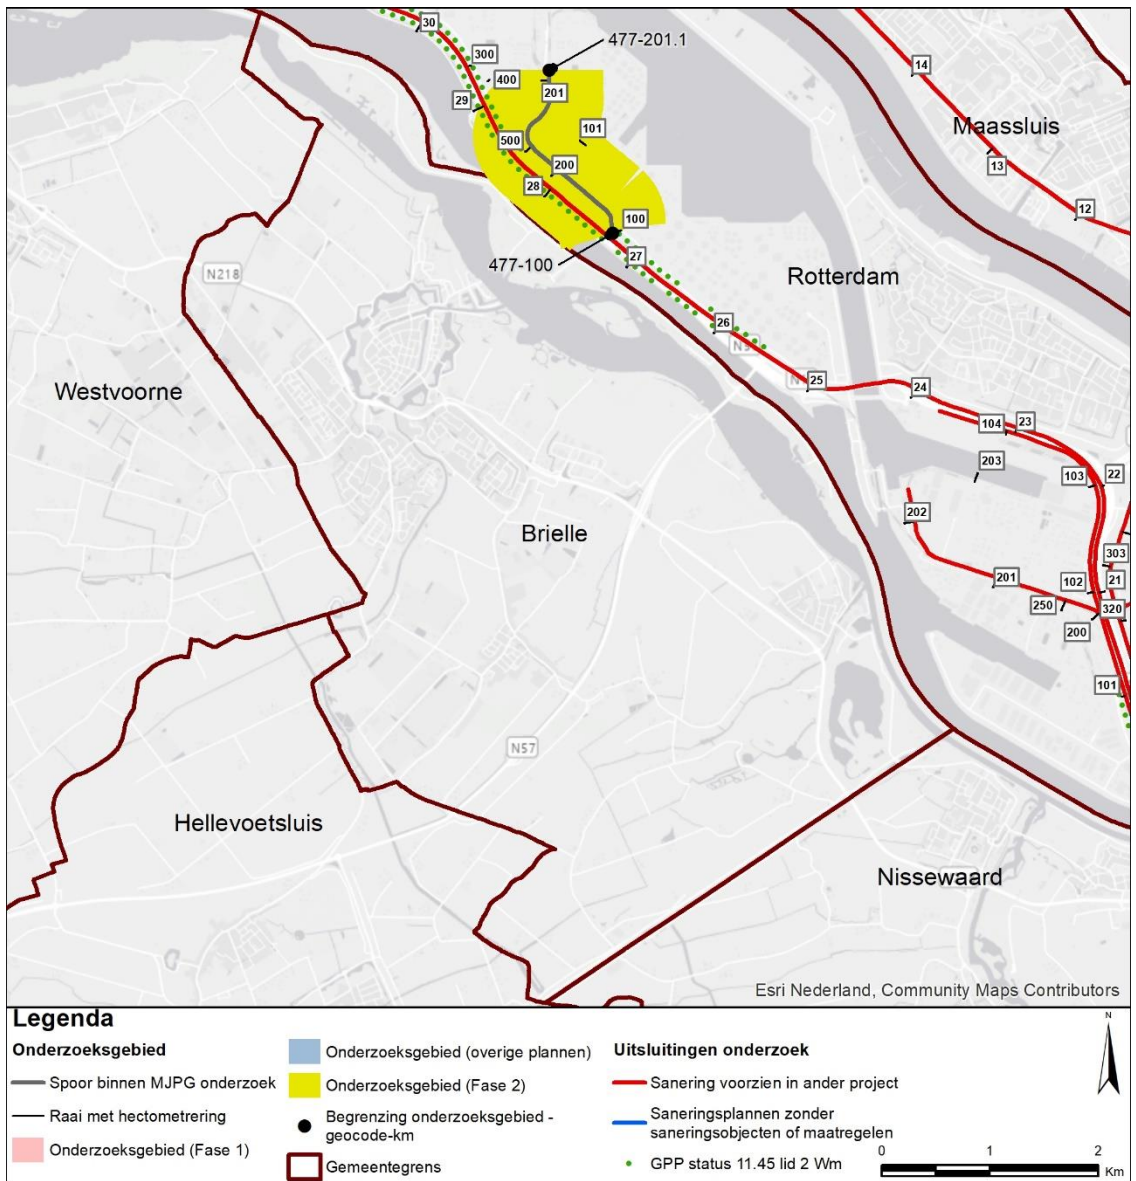 30
477-201.1
300
14
400
201
29
101
Maassluis
13
500
200
28
12
100
477-100
27
N218
Rotterdam
26
Westvoorne
25
24
104
23
203
103
22
202
Brielle
303
201
102
21
250
320
200
101
N57
Hellevoetsluis
Nissewaard
Esri Nederland, Community Maps Contributors
Legenda
Onderzoeksgebied
Spoor binnen MJPG onderzoek
Raai met hectometrering
Onderzoeksgebied (Fase 1)
Onderzoeksgebied (overige plannen)
Onderzoeksgebied (Fase 2)
Begrenzing onderzoeksgebied -
geocode-km
Gemeentegrens
Uitsluitingen onderzoek
Sanering voorzien in ander project
Saneringsplannen zonder
saneringsobjecten of maatregelen
GPP status 11.45 lid 2 Wm
N
0 1 2
Km